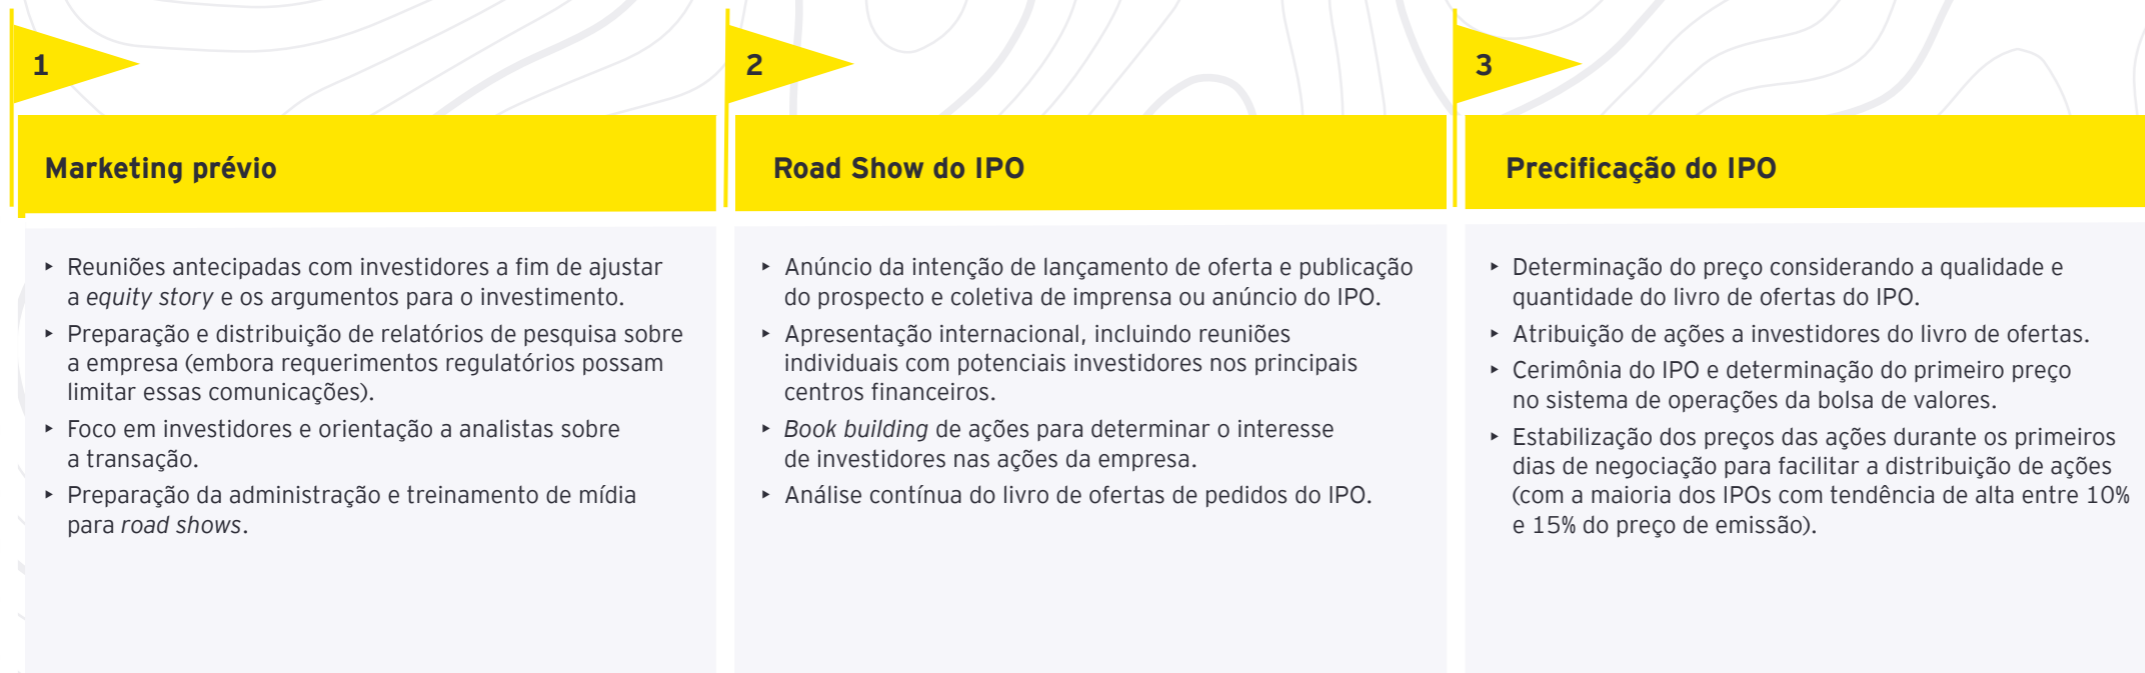 1
Marketing prévio
‣ Reuniões antecipadas com investidores a fim de ajustar
a equity story e os argumentos para o investimento.
‣ Preparação e distribuição de relatórios de pesquisa sobre
a empresa (embora requerimentos regulatórios possam
limitar essas comunicações).
‣ Foco em investidores e orientação a analistas sobre
a transação.
‣ Preparação da administração e treinamento de mídia
para road shows.
2
Road Show do IPO
‣ Anúncio da intenção de lançamento de oferta e publicação
do prospecto e coletiva de imprensa ou anúncio do IPO.
‣ Apresentação internacional, incluindo reuniões
individuais com potenciais investidores nos principais
centros financeiros.
‣ Book building de ações para determinar o interesse
de investidores nas ações da empresa.
‣ Análise contínua do livro de ofertas de pedidos do IPO.
3
Precificação do IPO
‣ Determinação do preço considerando a qualidade e
quantidade do livro de ofertas do IPO.
‣ Atribuição de ações a investidores do livro de ofertas.
‣ Cerimônia do IPO e determinação do primeiro preço
no sistema de operações da bolsa de valores.
‣ Estabilização dos preços das ações durante os primeiros
dias de negociação para facilitar a distribuição de ações
(com a maioria dos IPOs com tendência de alta entre 10%
e 15% do preço de emissão).